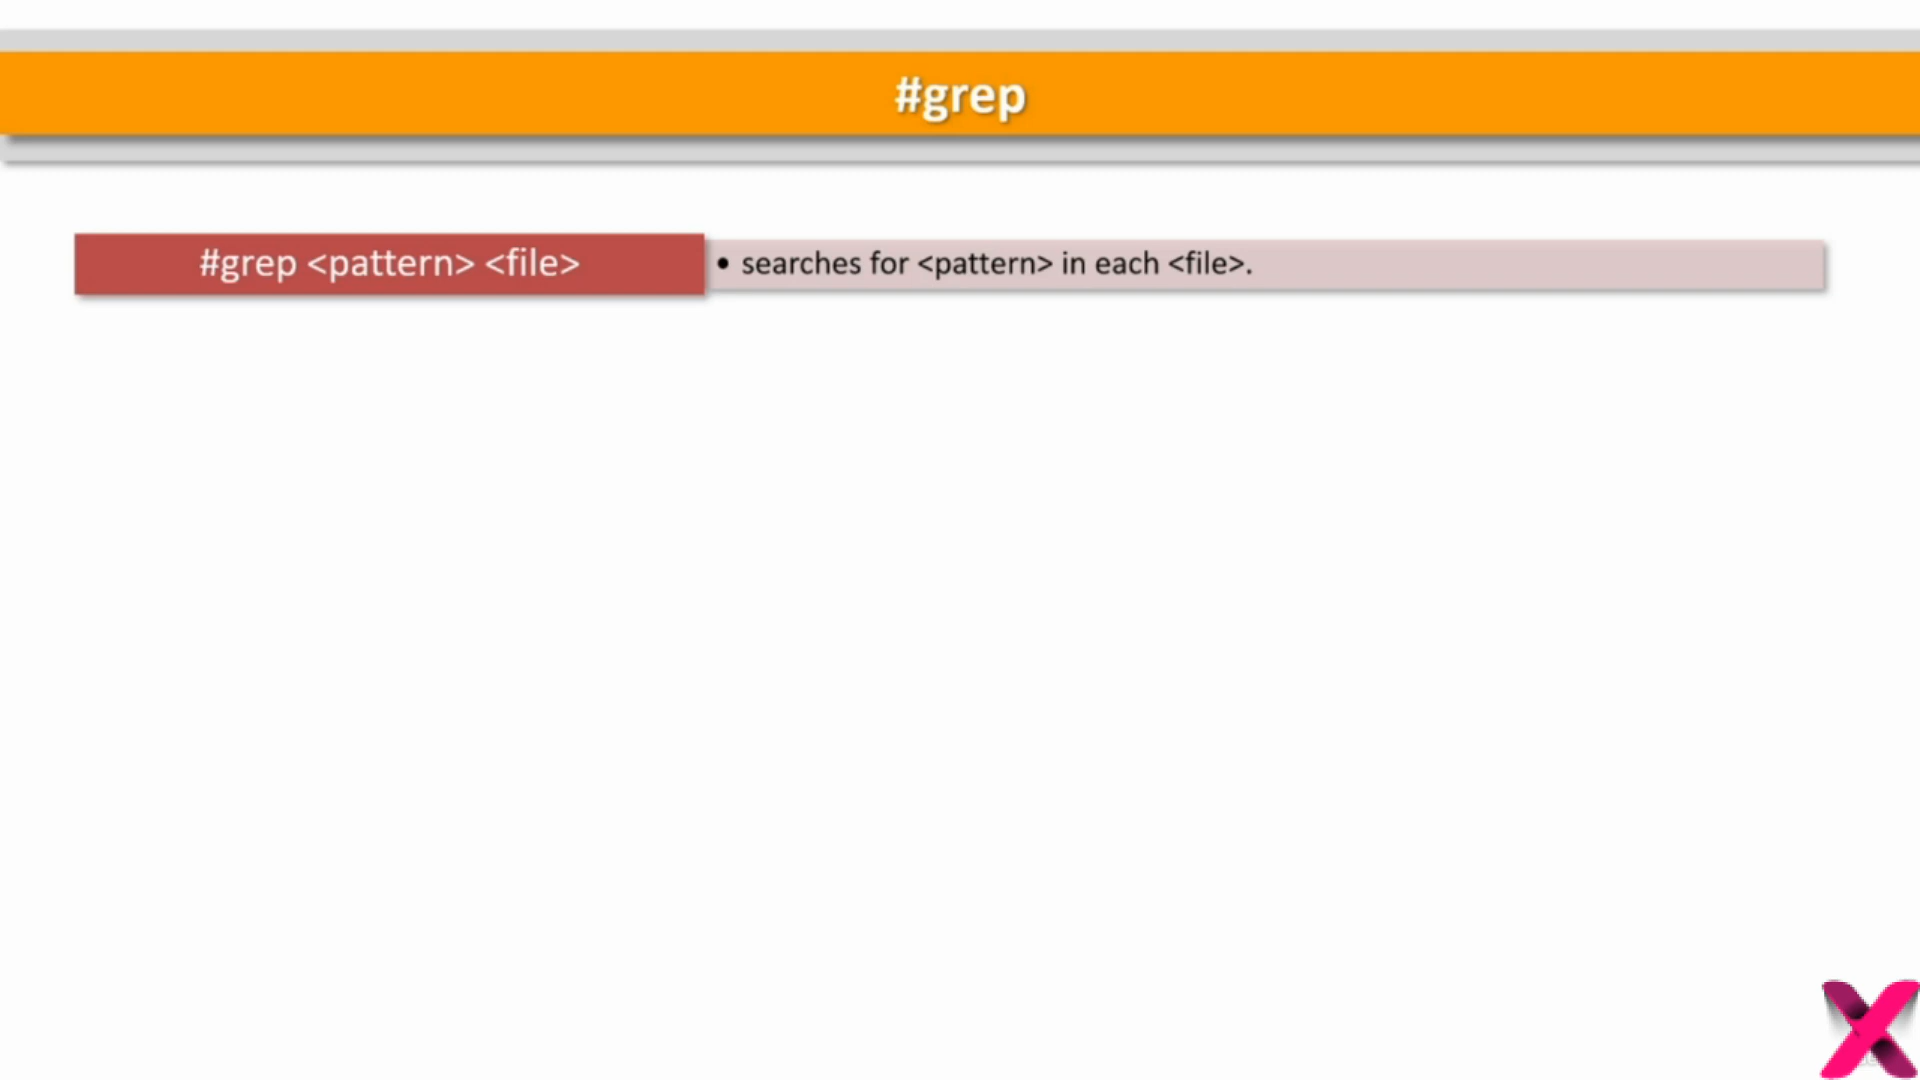 #grep
#grep <pattern> <file>
• searches for <pattern> in each <file>.